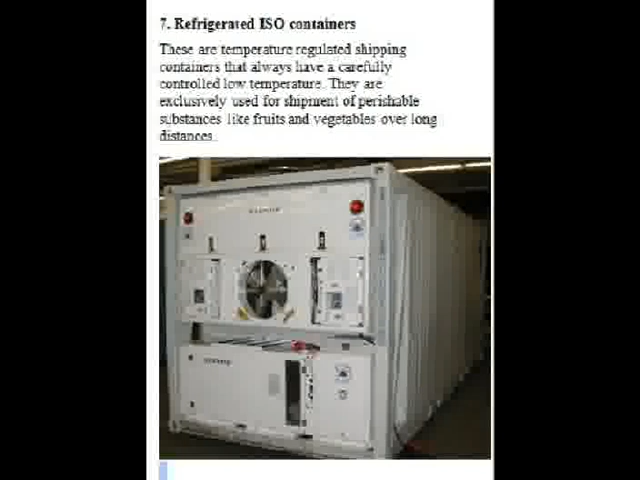 7. Refrigerated ISO containers
These are temperature regulated shipping
containers that always have a carefully
controlled low temperature. They are
exclusively used for shipment of perishable
substances like fruits and vegetables over long
distances.